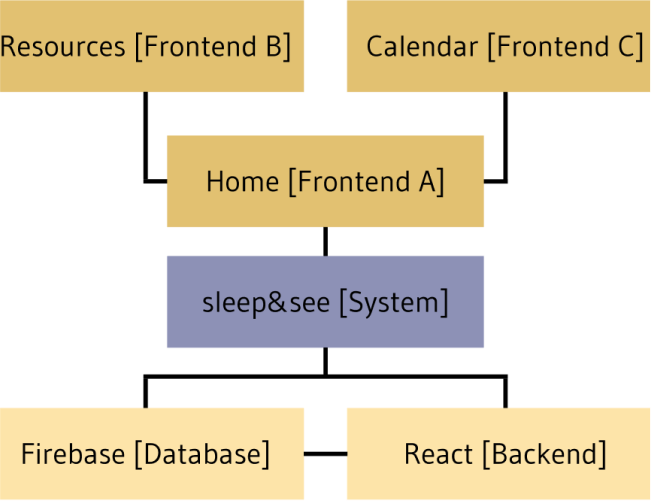 Resources [Frontend B]
Calendar [Frontend C]
Home [Frontend A]
sleep&see [System]
Firebase [Database]
React [Backend]